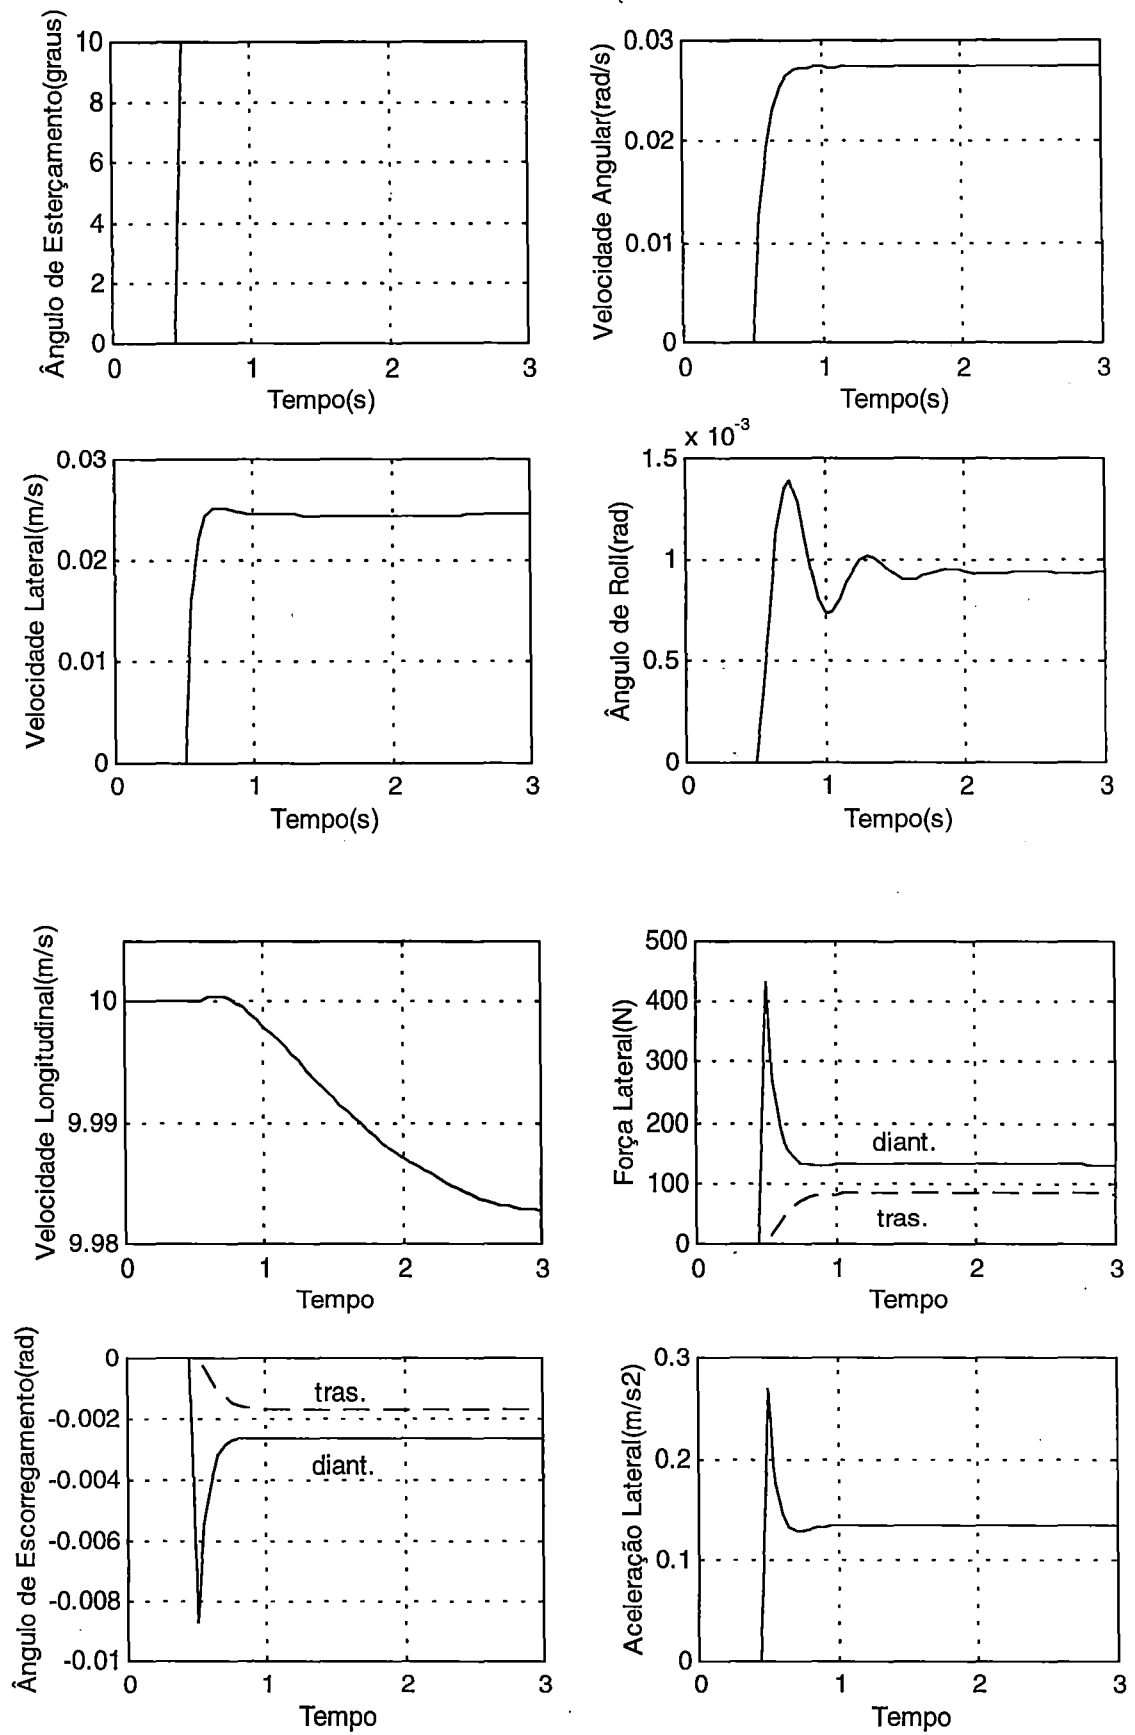 Ângulo de Esterçamento(graus)
10
8
6
4
2
0
0 1 2 3
Tempo(s)
Velocidade Angular(rad/s)
0.03
0.02
0.01
0
0 1 2 3
Tempo(s)
Velocidade Lateral(m/s)
0.03
0.02
0.01
0
0 1 2 3
Tempo(s)
x 10-3
Ângulo de Roll(rad)
1.5
1
0.5
0
0 1 2 3
Tempo(s)
Velocidade Longitudinal(m/s)
10
9.99
9.98
0 1 2 3
Tempo
Força Lateral(N)
500
400
300
200
100
0
diant.
tras.
0 1 2 3
Tempo
Ângulo de Escorregamento(rad)
0
-0.002
-0.004
-0.006
-0.008
-0.01
tras.
diant.
0 1 2 3
Tempo
Aceleração Lateral(m/s2)
0.3
0.2
0.1
0
0 1 2 3
Tempo